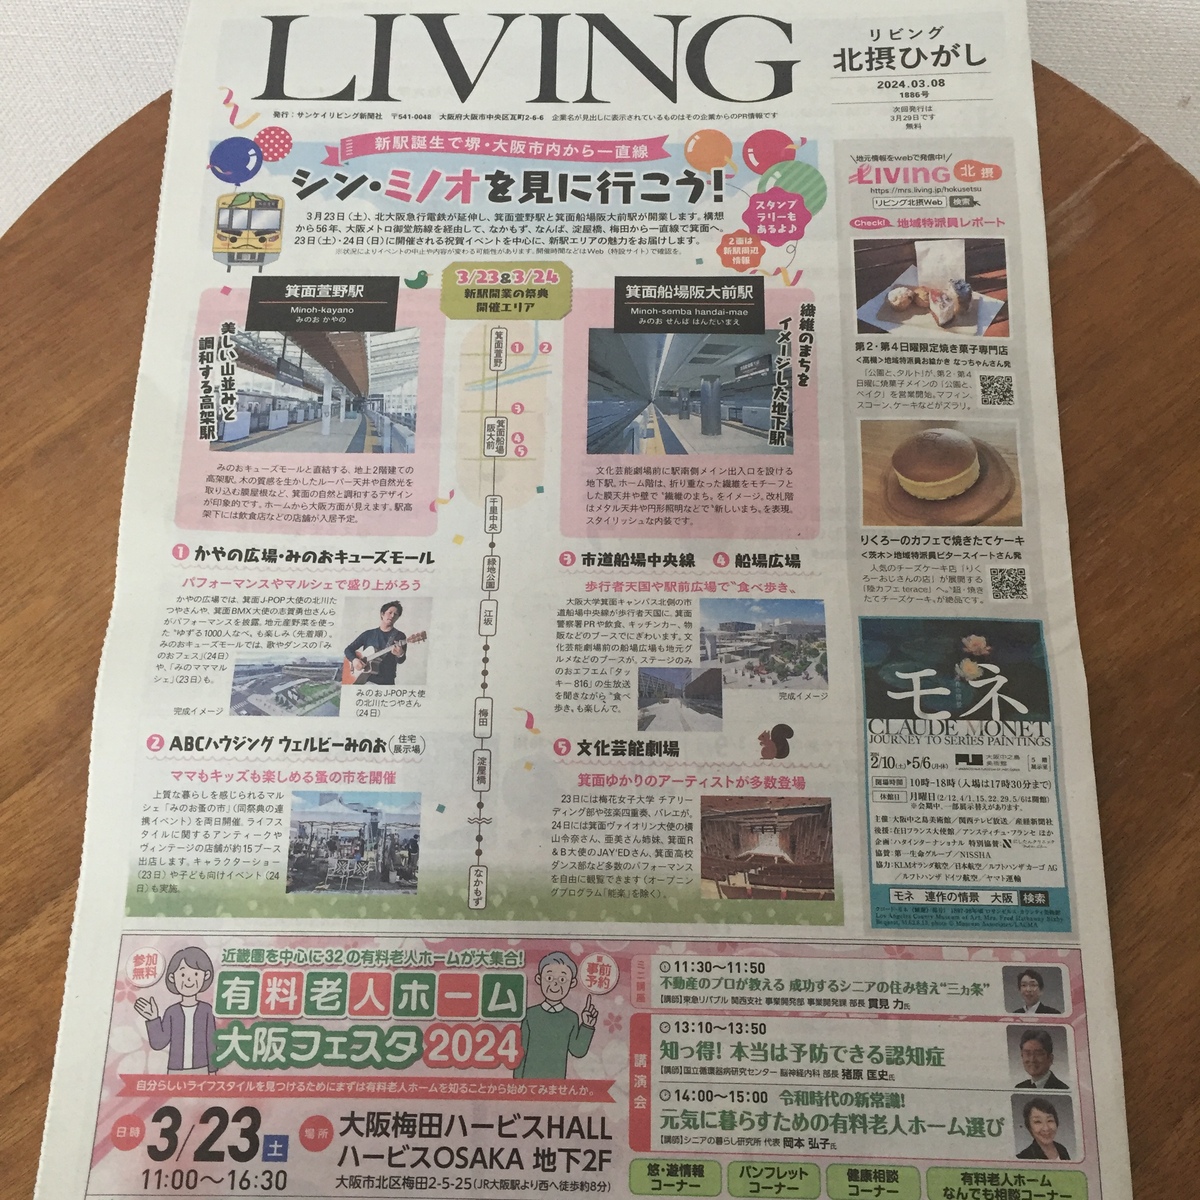 LIVING
リビング
北摂ひがし
2024.03.08
1886号
次回発行は
3月29日です
無料
発行:サンケイリビング新聞社 〒541-0048 大阪府大阪市中央区瓦町2-6-6 企業名が見出しに表示されているものはその企業からのPR情報です
新駅誕生で堺・大阪市内から一直線
シン・ミノオを見に行こう!
3月23日(土)、北大阪急行電鉄が延伸し、箕面萱野駅と箕面船場阪大前駅が開業します。構想
から56年、大阪メトロ御堂筋線を経由して、なかもず、なんば、淀屋橋、梅田から一直線で箕面へ。
23日(土)・24日(日)に開催される祝賀イベントを中心に、新駅エリアの魅力をお届けします。
※状況によりイベントの中止や内容が変わる可能性があります。開催時間などはWeb(特設サイト)で確認を。
スタンプ
ラリーも
あるよ♪
2面は
新駅周辺
情報
箕面萱野駅
Minoh-kayano
みのお かやの
美しい山並みと
調和する高架駅
みのおキューズモールと直結する、地上2階建ての
高架駅。木の質感を生かしたルーバー天井や自然光を
取り込む膜屋根など、箕面の自然と調和するデザイン
が印象的です。ホームから大阪方面が見えます。駅高
架下には飲食店などの店舗が入居予定。
3/23&3/24
新駅開業の祭典
開催エリア
箕面萱野
1
2
3
箕面船場
阪大前
4
5
千里中央
緑地公園
江坂
梅田
淀屋橋
なかもず
箕面船場阪大前駅
Minoh-semba handai-mae
みのお せんば はんだいまえ
繊維のまちを
イメージした地下駅
文化芸能劇場前に駅南側メイン出入口を設ける
地下駅。ホーム階は、折り重なった繊維をモチーフと
した膜天井や壁で“繊維のまち”をイメージ。改札階
はメタル天井や円形照明などで“新しいまち”を表現。
スタイリッシュな内装です。
1 かやの広場・みのおキューズモール
パフォーマンスやマルシェで盛り上がろう
かやの広場では、箕面J-POP大使の北川た
つやさんや、箕面BMX大使の志賀勇也さんら
がパフォーマンスを披露。地元産野菜を使っ
た“ゆずる1000人なべ”も楽しみ(先着順)。
みのおキューズモールでは、歌やダンスの「み
のおフェス」(24日)
や、「みのマママル
シェ」(23日)も。
完成イメージ
みのおJ-POP大使
の北川たつやさん
(24日)
2 ABCハウジング ウェルビーみのお(住宅展示場)
ママもキッズも楽しめる蚤の市を開催
上質な暮らしを感じられるマル
シェ「みのお蚤の市」(同祭典の連
携イベント)を両日開催。ライフス
タイルに関するアンティークや
ヴィンテージの店舗が約15ブース
出店します。キャラクターショー
(23日)や子ども向けイベント(24
日)も実施。
3 市道船場中央線 4 船場広場
歩行者天国や駅前広場で“食べ歩き”
大阪大学箕面キャンパス北側の市
道船場中央線が歩行者天国に。箕面
警察署PRや飲食、キッチンカー、物
販などのブースでにぎわいます。文
化芸能劇場前の船場広場も地元グ
ルメなどのブースが。ステージのみ
のおエフエム「タッ
キー816」の生放送
を聞きながら“食べ
歩き”も楽しんで。
完成イメージ
5 文化芸能劇場
箕面ゆかりのアーティストが多数登場
23日には梅花女子大学 チアリー
ディング部や弦楽四重奏、バレエが、
24日には箕面ヴァイオリン大使の横
山令奈さん、亜美さん姉妹、箕面R
&B大使のJAY'EDさん、箕面高校
ダンス部など多数のパフォーマンス
を自由に観覧できます(オープニ
ングプログラム「能楽」を除く)。
地元情報をwebで発信中!
LIVING 北摂
https://mrs.living.jp/hokusetsu
リビング北摂Web 検索
Check! 地域特派員レポート
第2・第4日曜限定焼き菓子専門店
<高槻>地域特派員お絵かき なっちゃんさん発
「公園と、タルト」が、第2・第4
日曜に焼菓子メインの「公園と、
ベイク」を営業開始。マフィン、
スコーン、ケーキなどがズラリ。
りくろーのカフェで焼きたてケーキ
<茨木>地域特派員ビタースイートさん発
人気のチーズケーキ店「りく
ろーおじさんの店」が展開する
「陸カフェterace」へ。“超・焼き
たてチーズケーキ”が絶品です。
モネ
CLAUDE MONET
JOURNEY TO SERIES PAINTINGS
2024
2/10(土)▶5/6(月・休)
大阪中之島
美術館
5階
展示室
開場時間 10時-18時(入場は17時30分まで)
休館日 月曜日(2/12、4/1、15、22、29、5/6は開館)
※会期中、一部展示替えがあります。
主催:大阪中之島美術館/関西テレビ放送/産経新聞社
後援:在日フランス大使館/アンスティチュ・フランセ ほか
企画:ハタインターナショナル 特別協賛:
協賛:第一生命グループ/NISSHA
協力:KLMオランダ航空/日本航空/ルフトハンザ カーゴ AG
/ルフトハンザ ドイツ航空/ヤマト運輸
モネ 連作の情景 大阪 検索
参加
無料
近畿圏を中心に32の有料老人ホームが大集合!
事前
予約
有料老人ホーム
大阪フェスタ2024
自分らしいライフスタイルを見つけるためにまずは有料老人ホームを知ることから始めてみませんか。
日時
3/23土
11:00〜16:30
場所
大阪梅田ハービスHALL
ハービスOSAKA 地下2F
大阪市北区梅田2-5-25(JR大阪駅より西へ徒歩約8分)
ミニ講座
11:30〜11:50
不動産のプロが教える 成功するシニアの住み替え“三カ条”
【講師】東急リバブル 関西支社 事業開発部 事業開発課 部長 貫見 力氏
講演会
13:10〜13:50
知っ得! 本当は予防できる認知症
【講師】国立循環器病研究センター 脳神経内科 部長 猪原 匡史氏
14:00〜15:00 令和時代の新常識!
元気に暮らすための有料老人ホーム選び
【講師】シニアの暮らし研究所 代表 岡本 弘子氏
悠・遊情報
コーナー
パンフレット
コーナー
健康相談
コーナー
有料老人ホーム
なんでも相談コーナー